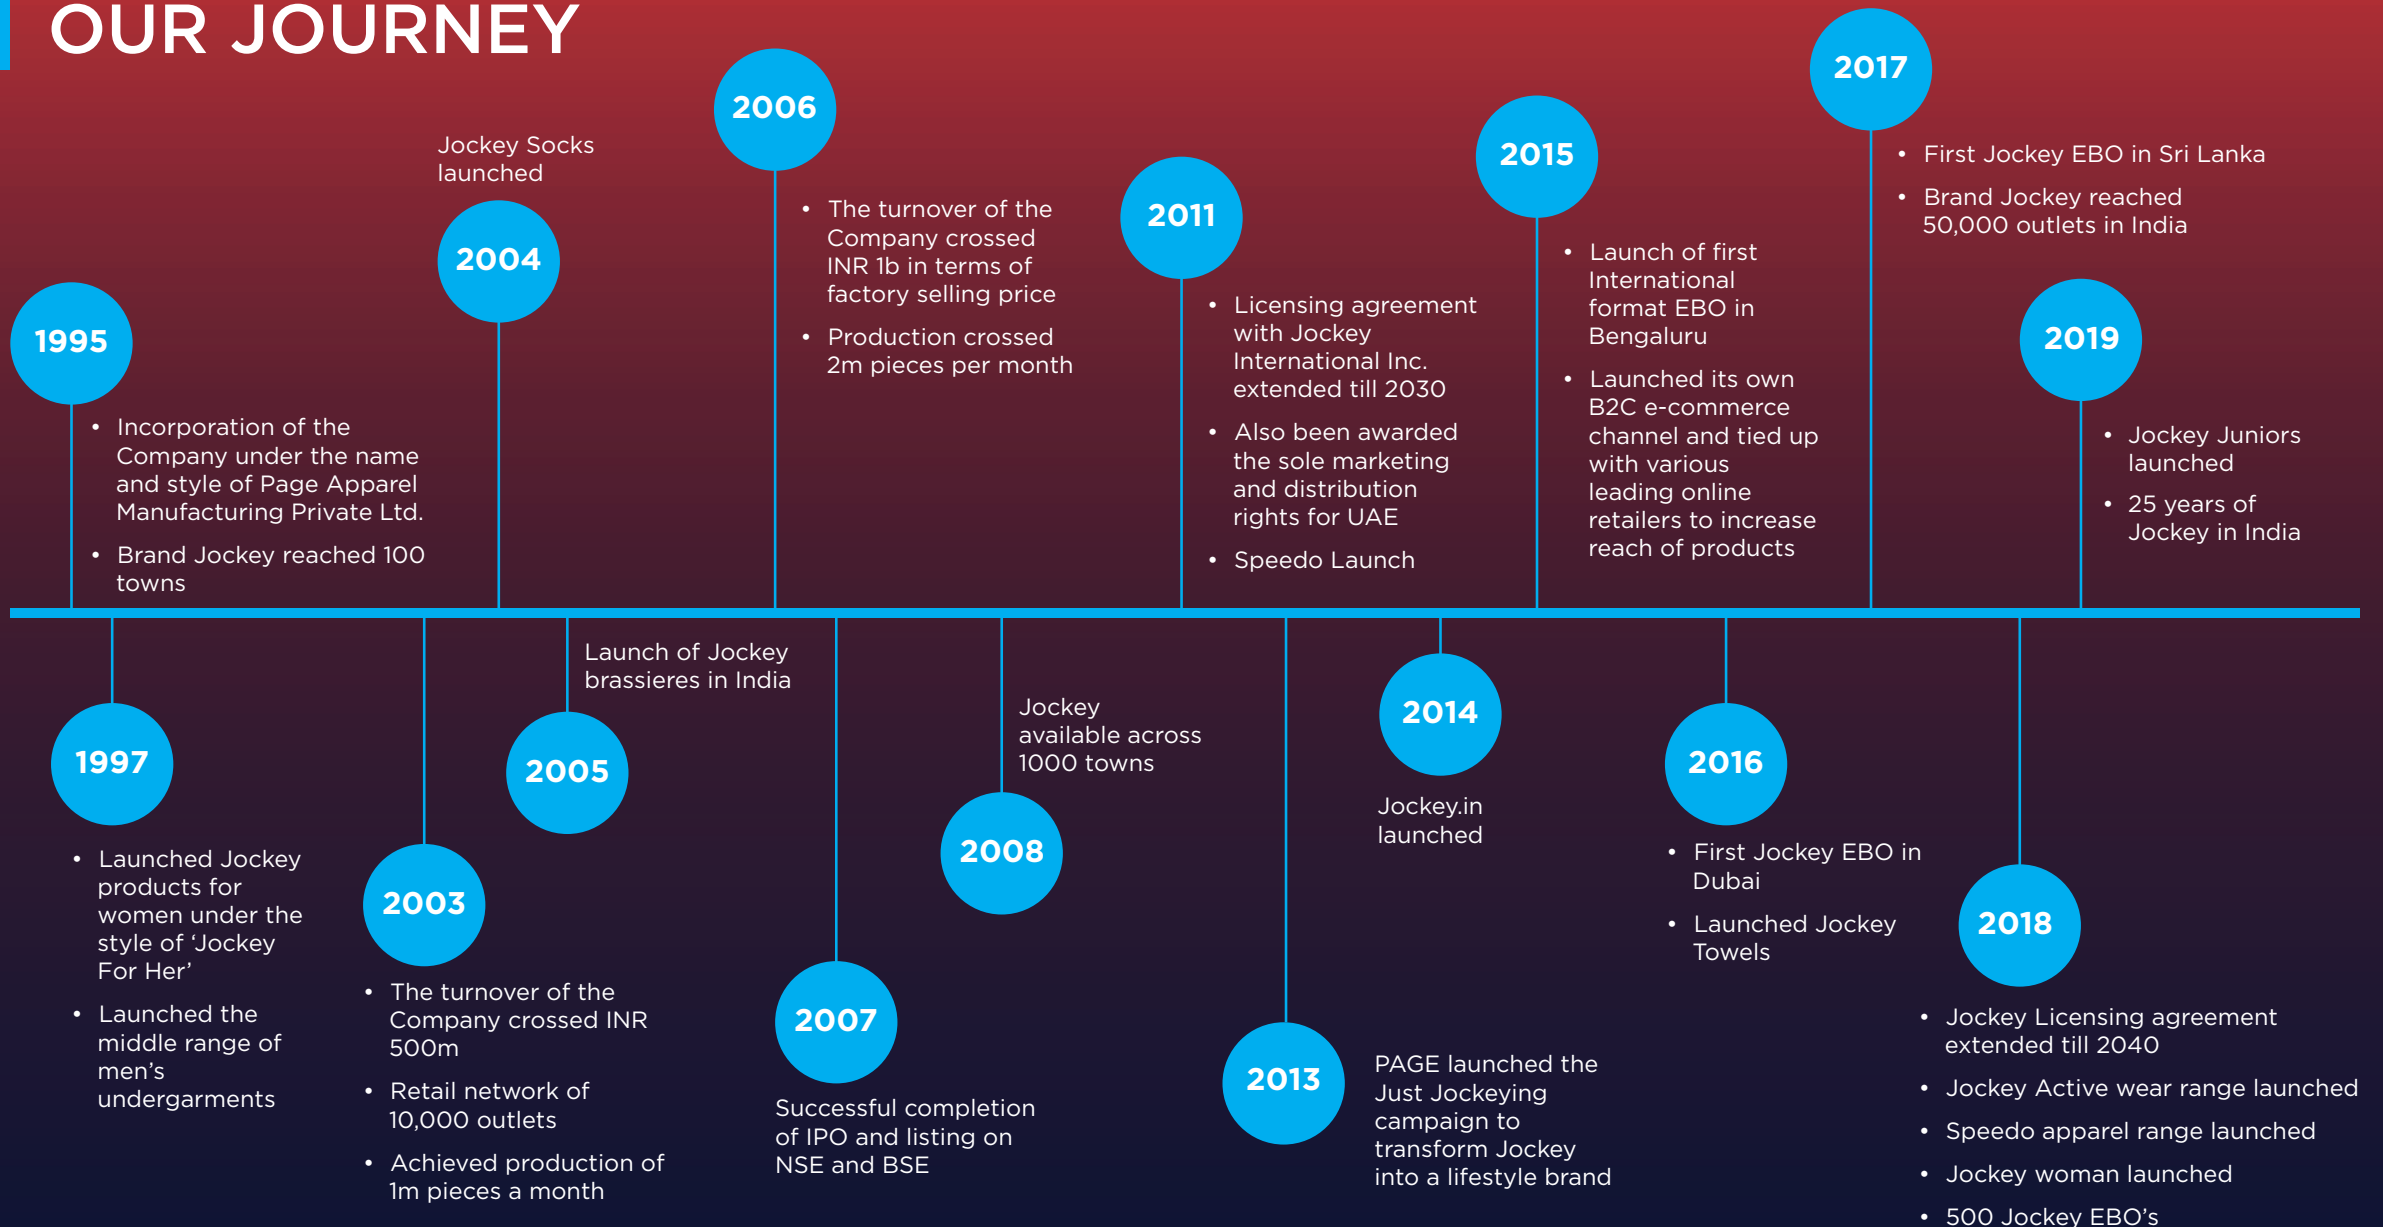 OUR JOURNEY
1995
• Incorporation of the
Company under the name
and style of Page Apparel
Manufacturing Private Ltd.
• Brand Jockey reached 100
towns
1997
• Launched Jockey
products for
women under the
style of ‘Jockey
For Her’
• Launched the
middle range of
men’s
undergarments
2003
• The turnover of the
Company crossed INR
500m
• Retail network of
10,000 outlets
• Achieved production of
1m pieces a month
Jockey Socks
launched
2004
Launch of Jockey
brassieres in India
2005
2006
• The turnover of the
Company crossed
INR 1b in terms of
factory selling price
• Production crossed
2m pieces per month
2007
Successful completion
of IPO and listing on
NSE and BSE
Jockey
available across
1000 towns
2008
2011
• Licensing agreement
with Jockey
International Inc.
extended till 2030
• Also been awarded
the sole marketing
and distribution
rights for UAE
• Speedo Launch
2013
PAGE launched the
Just Jockeying
campaign to
transform Jockey
into a lifestyle brand
2014
Jockey.in
launched
2015
• Launch of first
International
format EBO in
Bengaluru
• Launched its own
B2C e-commerce
channel and tied up
with various
leading online
retailers to increase
reach of products
2016
• First Jockey EBO in
Dubai
• Launched Jockey
Towels
2017
• First Jockey EBO in Sri Lanka
• Brand Jockey reached
50,000 outlets in India
2018
• Jockey Licensing agreement
extended till 2040
• Jockey Active wear range launched
• Speedo apparel range launched
• Jockey woman launched
• 500 Jockey EBO’s
2019
• Jockey Juniors
launched
• 25 years of
Jockey in India